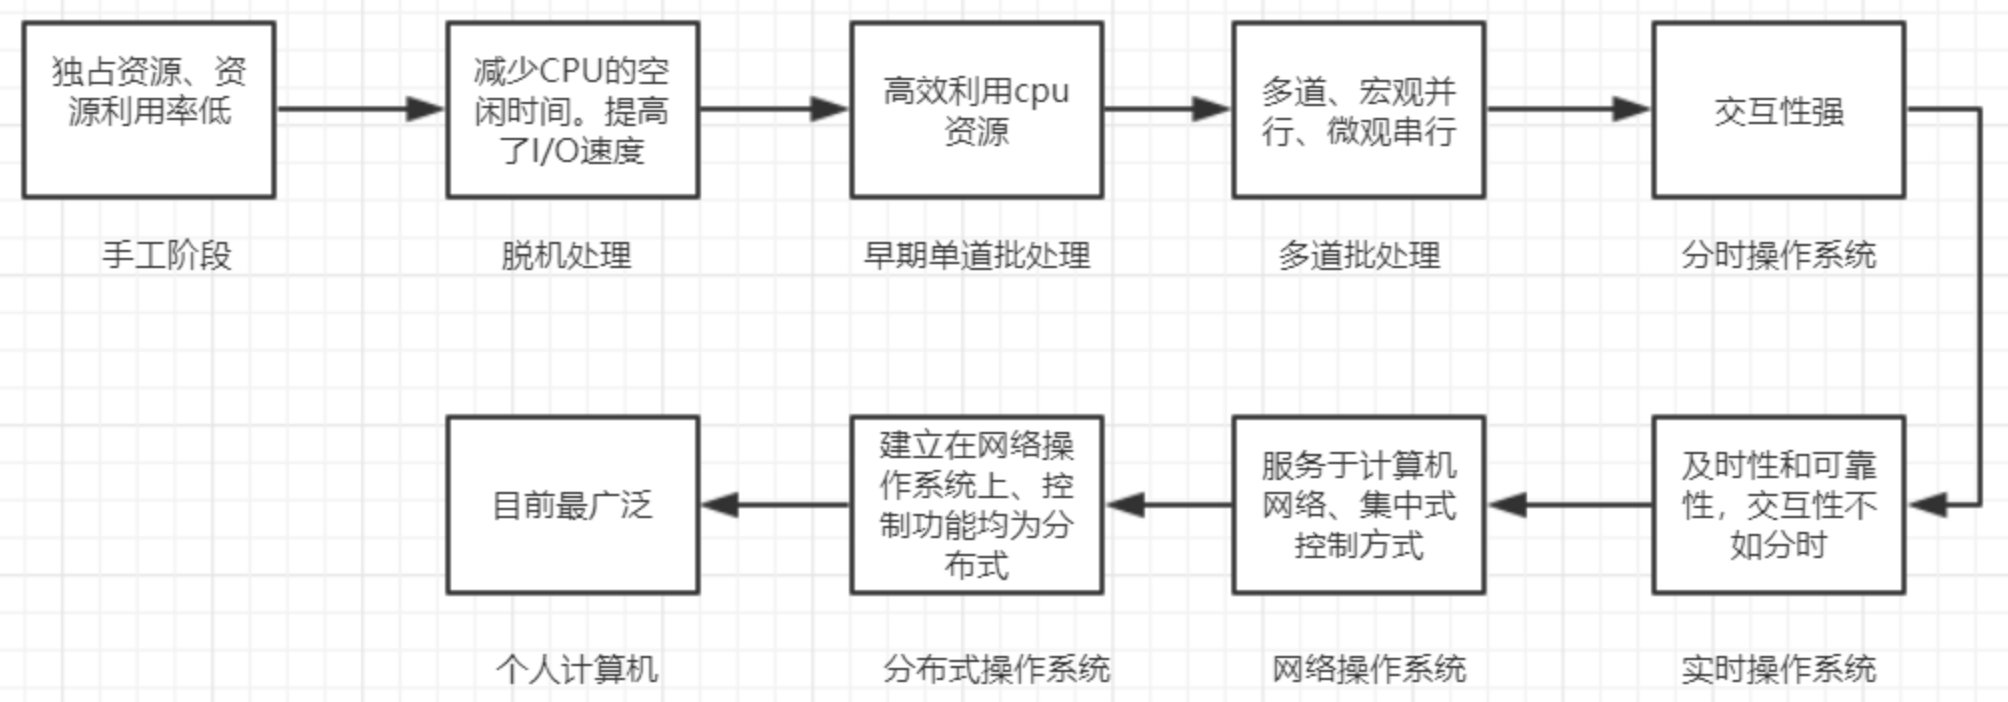 独占资源、资
源利用率低
减少CPU的空
闲时间。提高
了I/O速度
高效利用cpu
资源
多道、宏观并
行、微观串行
交互性强
手工阶段
脱机处理
早期单道批处理
多道批处理
分时操作系统
目前最广泛
建立在网络操
作系统上、控
制功能均为分
布式
服务于计算机
网络、集中式
控制方式
及时性和可靠
性，交互性不
如分时
个人计算机
分布式操作系统
网络操作系统
实时操作系统